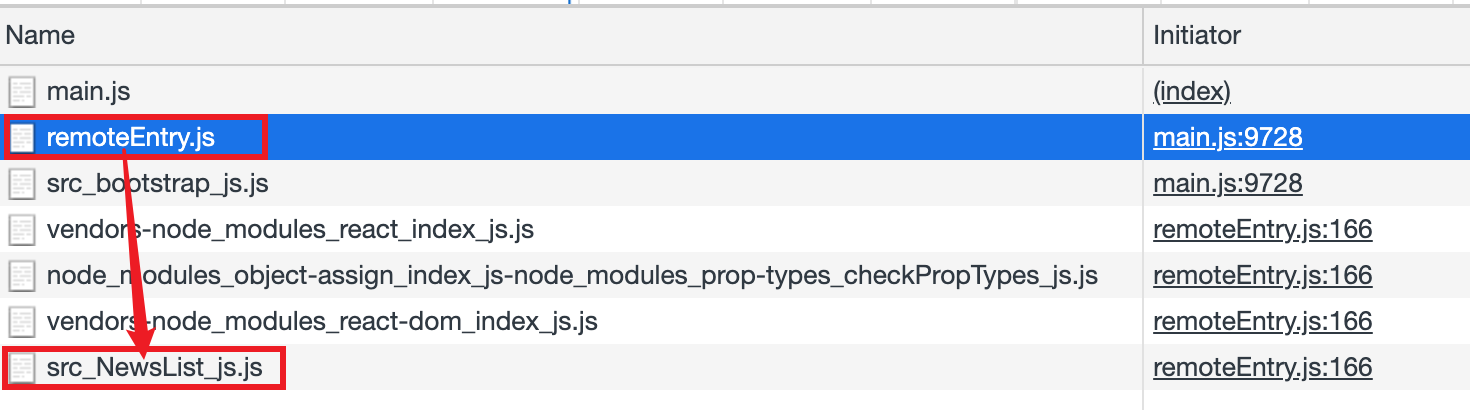 Name Initiator
main.js (index)
remoteEntry.js main.js:9728
src_bootstrap_js.js main.js:9728
vendors-node_modules_react_index_js.js remoteEntry.js:166
node_modules_object-assign_index_js-node_modules_prop-types_checkPropTypes_js.js remoteEntry.js:166
vendors-node_modules_react-dom_index_js.js remoteEntry.js:166
src_NewsList_js.js remoteEntry.js:166